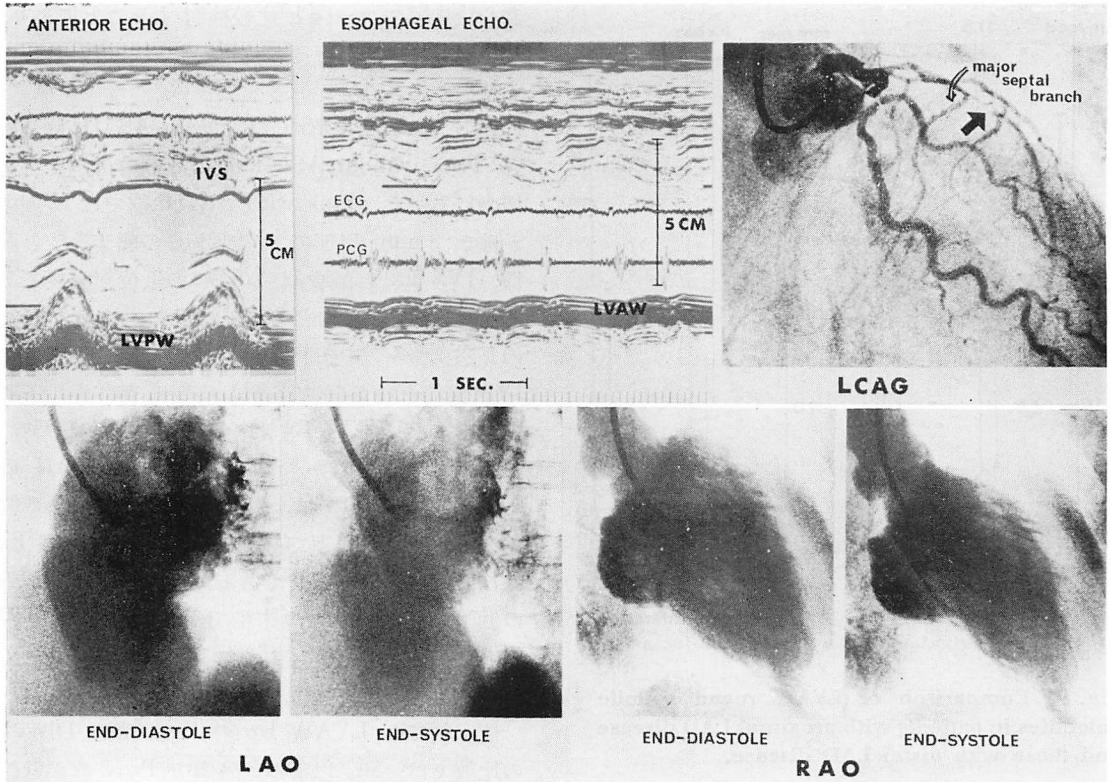 ANTERIOR ECHO.
IVS
5
CM
LVPW
ESOPHAGEAL ECHO.
ECG
PCG
5 CM
LVAW
1 SEC.
major
septal
branch
LCAG
END-DIASTOLE
END-SYSTOLE
LAO
END-DIASTOLE
END-SYSTOLE
RAO